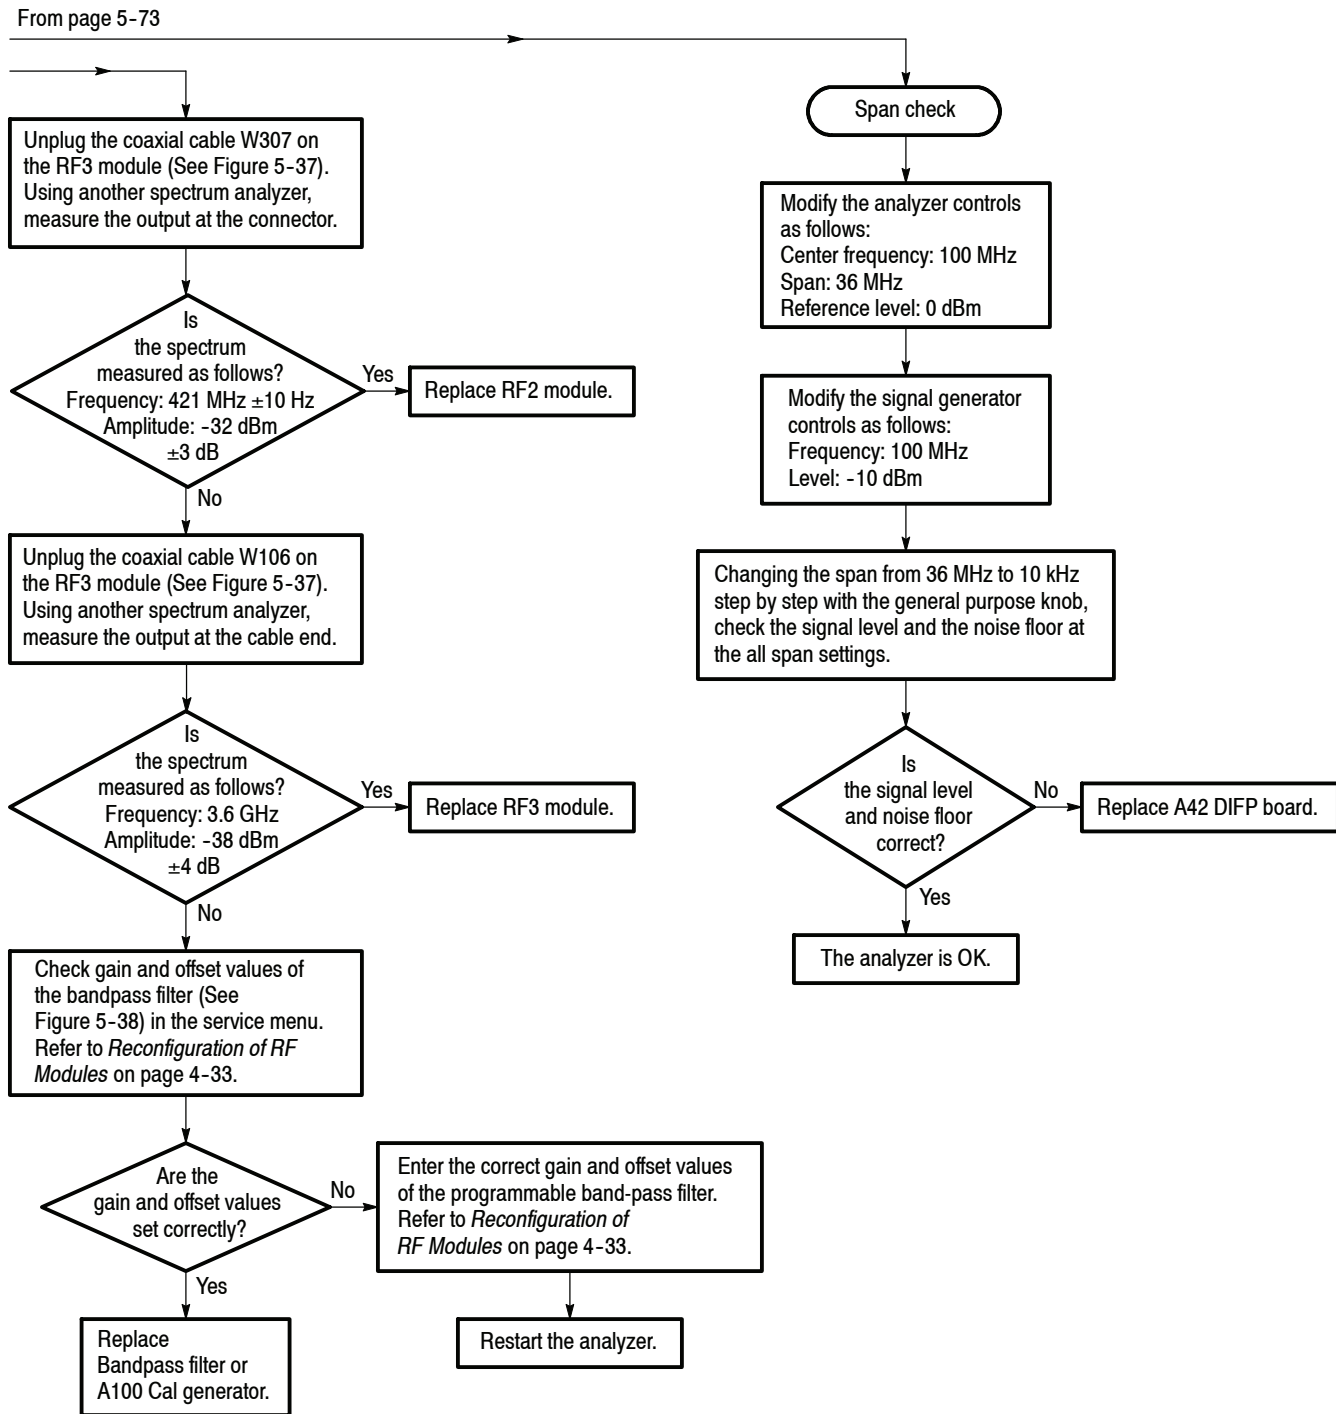 From page 5-73
Unplug the coaxial cable W307 on
the RF3 module (See Figure 5-37).
Using another spectrum analyzer,
measure the output at the connector.
Is
the spectrum
measured as follows?
Frequency: 421 MHz ±10 Hz
Amplitude: -32 dBm
±3 dB
Yes
Replace RF2 module.
No
Unplug the coaxial cable W106 on
the RF3 module (See Figure 5-37).
Using another spectrum analyzer,
measure the output at the cable end.
Is
the spectrum
measured as follows?
Frequency: 3.6 GHz
Amplitude: -38 dBm
±4 dB
Yes
Replace RF3 module.
No
Check gain and offset values of
the bandpass filter (See
Figure 5-38) in the service menu.
Refer to Reconfiguration of RF
Modules on page 4-33.
Are the
gain and offset values
set correctly?
No
Enter the correct gain and offset values
of the programmable band-pass filter.
Refer to Reconfiguration of
RF Modules on page 4-33.
Restart the analyzer.
Yes
Replace
Bandpass filter or
A100 Cal generator.
Span check
Modify the analyzer controls
as follows:
Center frequency: 100 MHz
Span: 36 MHz
Reference level: 0 dBm
Modify the signal generator
controls as follows:
Frequency: 100 MHz
Level: -10 dBm
Changing the span from 36 MHz to 10 kHz
step by step with the general purpose knob,
check the signal level and the noise floor at
the all span settings.
Is
the signal level
and noise floor
correct?
No
Replace A42 DIFP board.
Yes
The analyzer is OK.